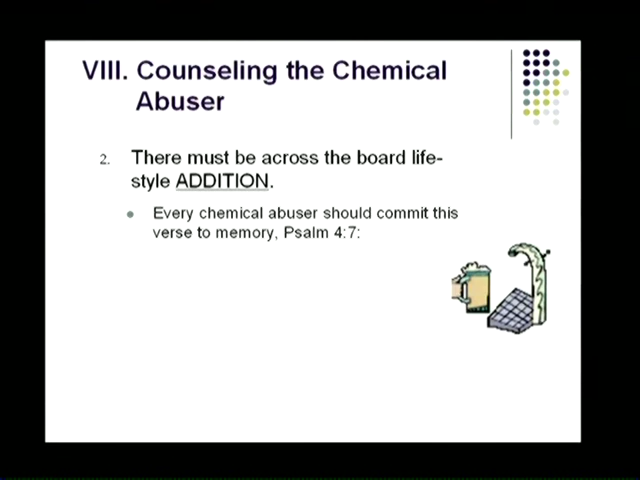 VIII. Counseling the Chemical
Abuser
2. There must be across the board life-
style ADDITION.
Every chemical abuser should commit this
verse to memory, Psalm 4:7: